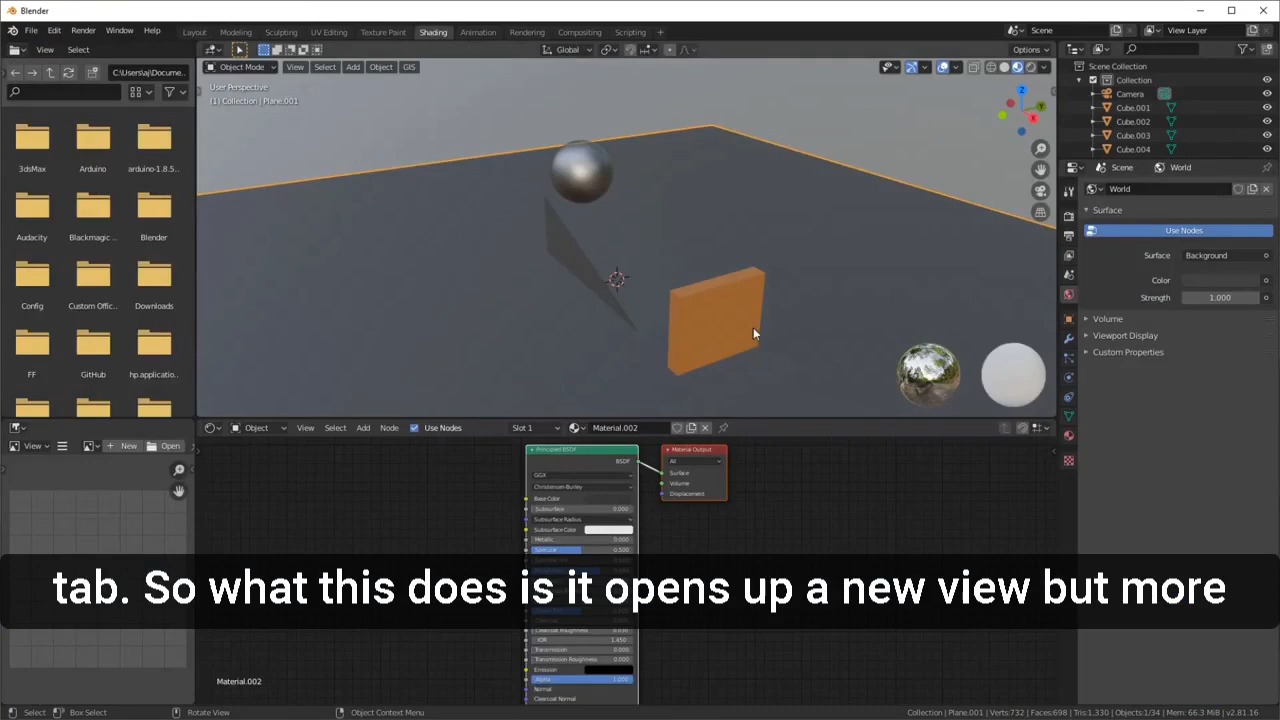 Blender
File Edit Render Window Help
Layout Modeling Sculpting UV Editing Texture Paint Shading Animation Rendering Compositing Scripting +
Scene
View Layer
View Select
Global
Options
C:\Users\aj\Docume..
Object Mode View Select Add Object GIS
User Perspective
(1) Collection | Plane.001
Z
Y
X
3dsMax Arduino arduino-1.8.5...
Audacity Blackmagic .. Blender
Config Custom Offic... Downloads
FF GitHub hp.applicatio..
Scene Collection
Collection
Camera
Cube.001
Cube.002
Cube.003
Cube.004
Scene World
World
Surface
Use Nodes
Surface Background
Color
Strength 1.000
Volume
Viewport Display
Custom Properties
View + New Open
Object View Select Add Node Use Nodes Slot 1 Material.002
Principled BSDF
BSDF
GGX
Christensen-Burley
Base Color
Subsurface 0.000
Subsurface Radius
Subsurface Color
Metallic 0.000
Specular 0.500
Clearcoat Roughness 0.030
IOR 1.450
Transmission 0.000
Transmission Roughness 0.000
Emission
Alpha 1.000
Normal
Clearcoat Normal
Material Output
All
Surface
Volume
Displacement
tab. So what this does is it opens up a new view but more
Material.002
Select Box Select Rotate View Object Context Menu
Collection | Plane.001 | Verts:732 | Faces:698 | Tris:1,330 | Objects:1/34 | Mem: 66.3 MiB | v2.81.16